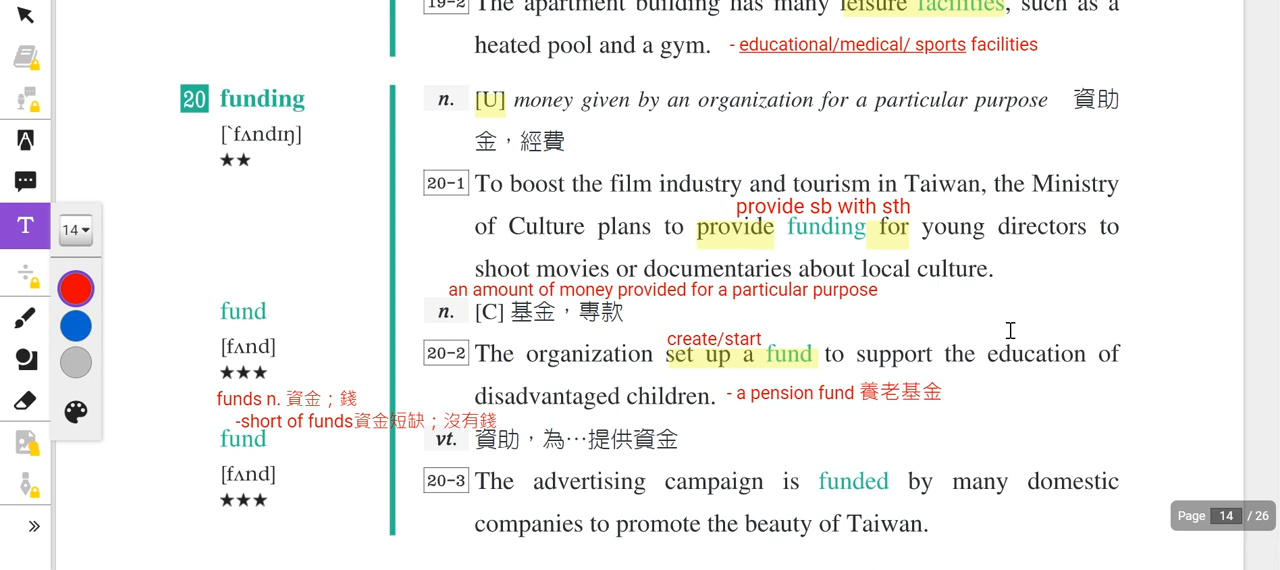 19-2 The apartment building has many leisure facilities, such as a
heated pool and a gym. - educational/medical/ sports facilities
20 funding n. [U] money given by an organization for a particular purpose 資助
[ˋfʌndɪŋ] 金，經費
★★
20-1 To boost the film industry and tourism in Taiwan, the Ministry
provide sb with sth
of Culture plans to provide funding for young directors to
shoot movies or documentaries about local culture.
an amount of money provided for a particular purpose
fund n. [C] 基金，專款
[fʌnd]
create/start
20-2 The organization set up a fund to support the education of
★★★
disadvantaged children. - a pension fund 養老基金
funds n. 資金；錢
-short of funds資金短缺；沒有錢
fund vt. 資助，為…提供資金
[fʌnd]
20-3 The advertising campaign is funded by many domestic
★★★
companies to promote the beauty of Taiwan.
T
14
Page 14 / 26